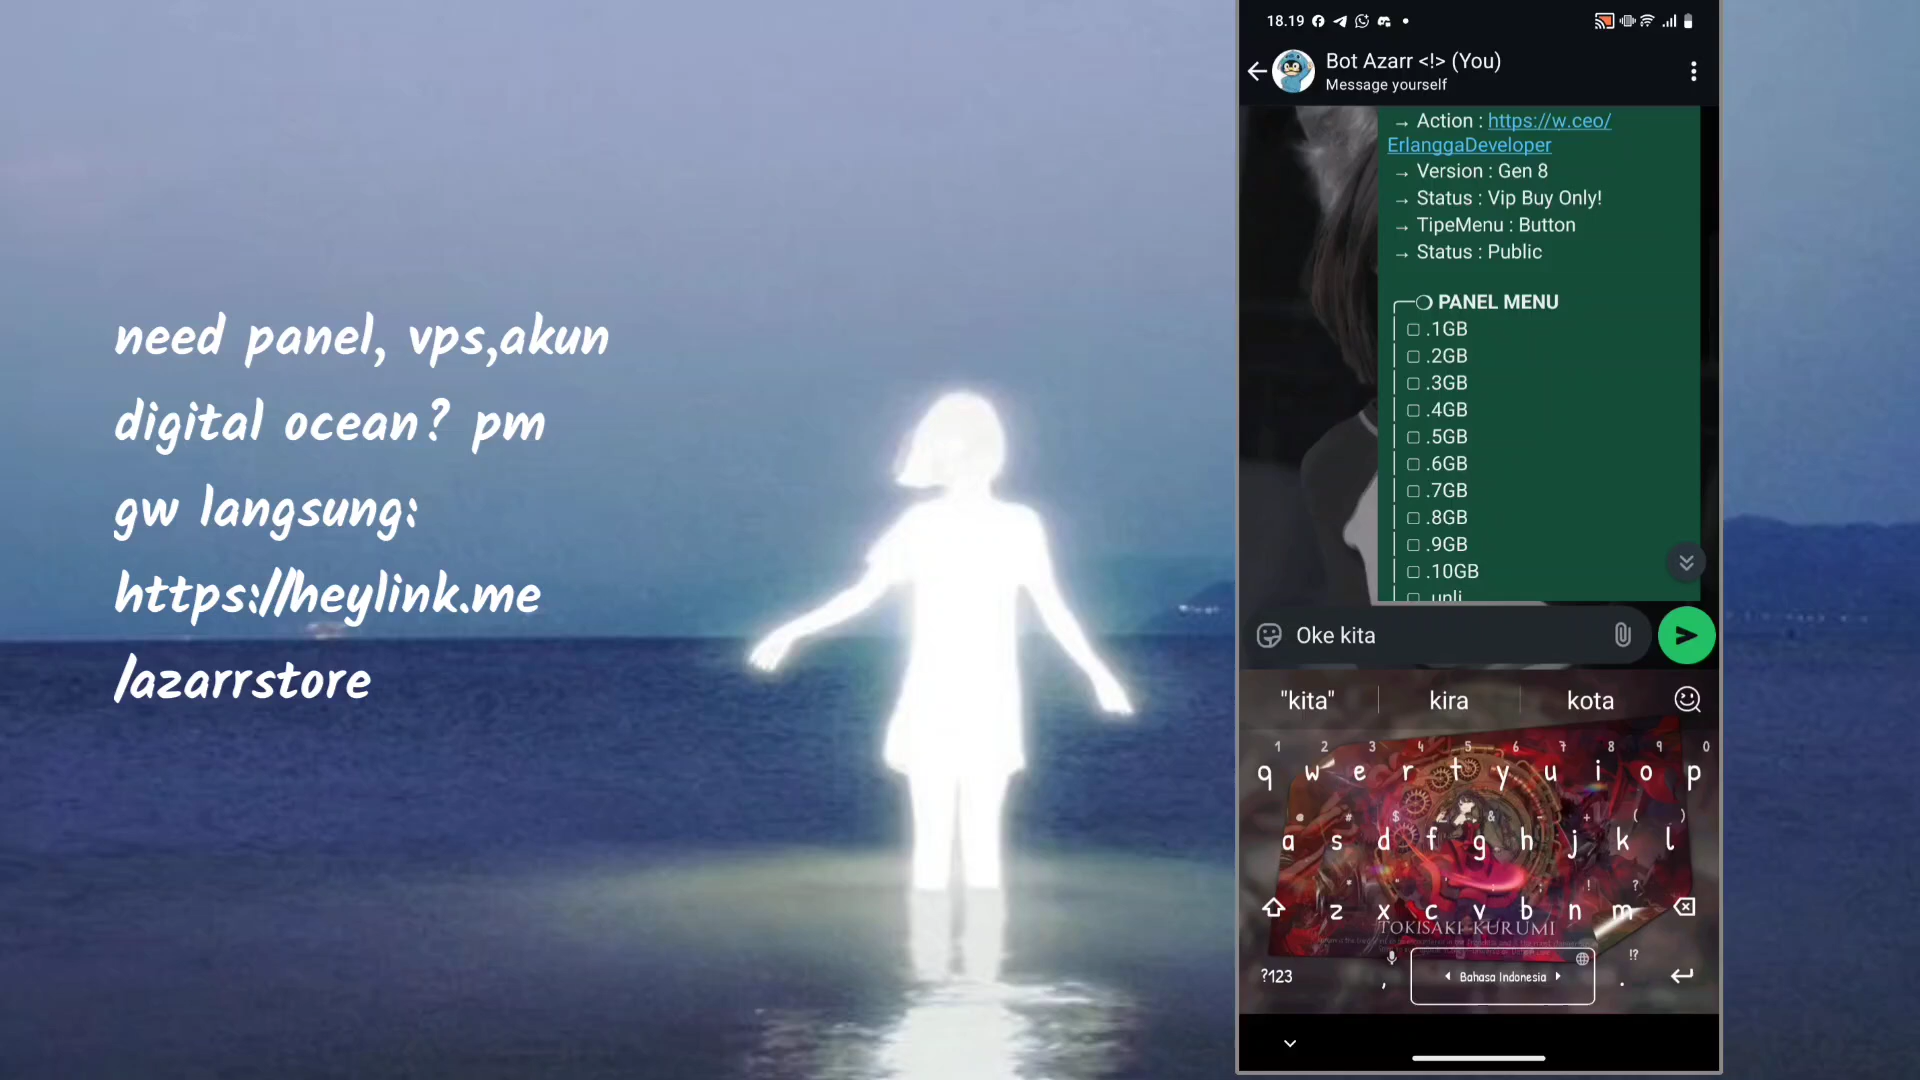 need panel, vps,akun
digital ocean? pm
gw langsung:
https://heylink.me
/azarrstore
18.19
Bot Azarr <!> (You)
Message yourself
→ Action : https://w.ceo/
ErlanggaDeveloper
→ Version : Gen 8
→ Status : Vip Buy Only!
→ TipeMenu : Button
→ Status : Public
PANEL MENU
.1GB
.2GB
.3GB
.4GB
.5GB
.6GB
.7GB
.8GB
.9GB
.10GB
unli
Oke kita
"kita" kira kota
1 2 3 4 5 6 7 8 9 0
q w e r t y u i o p
a s d f g h j k l
z x c v b n m
TOKISAKI KURUMI
?123 , Bahasa Indonesia . !?